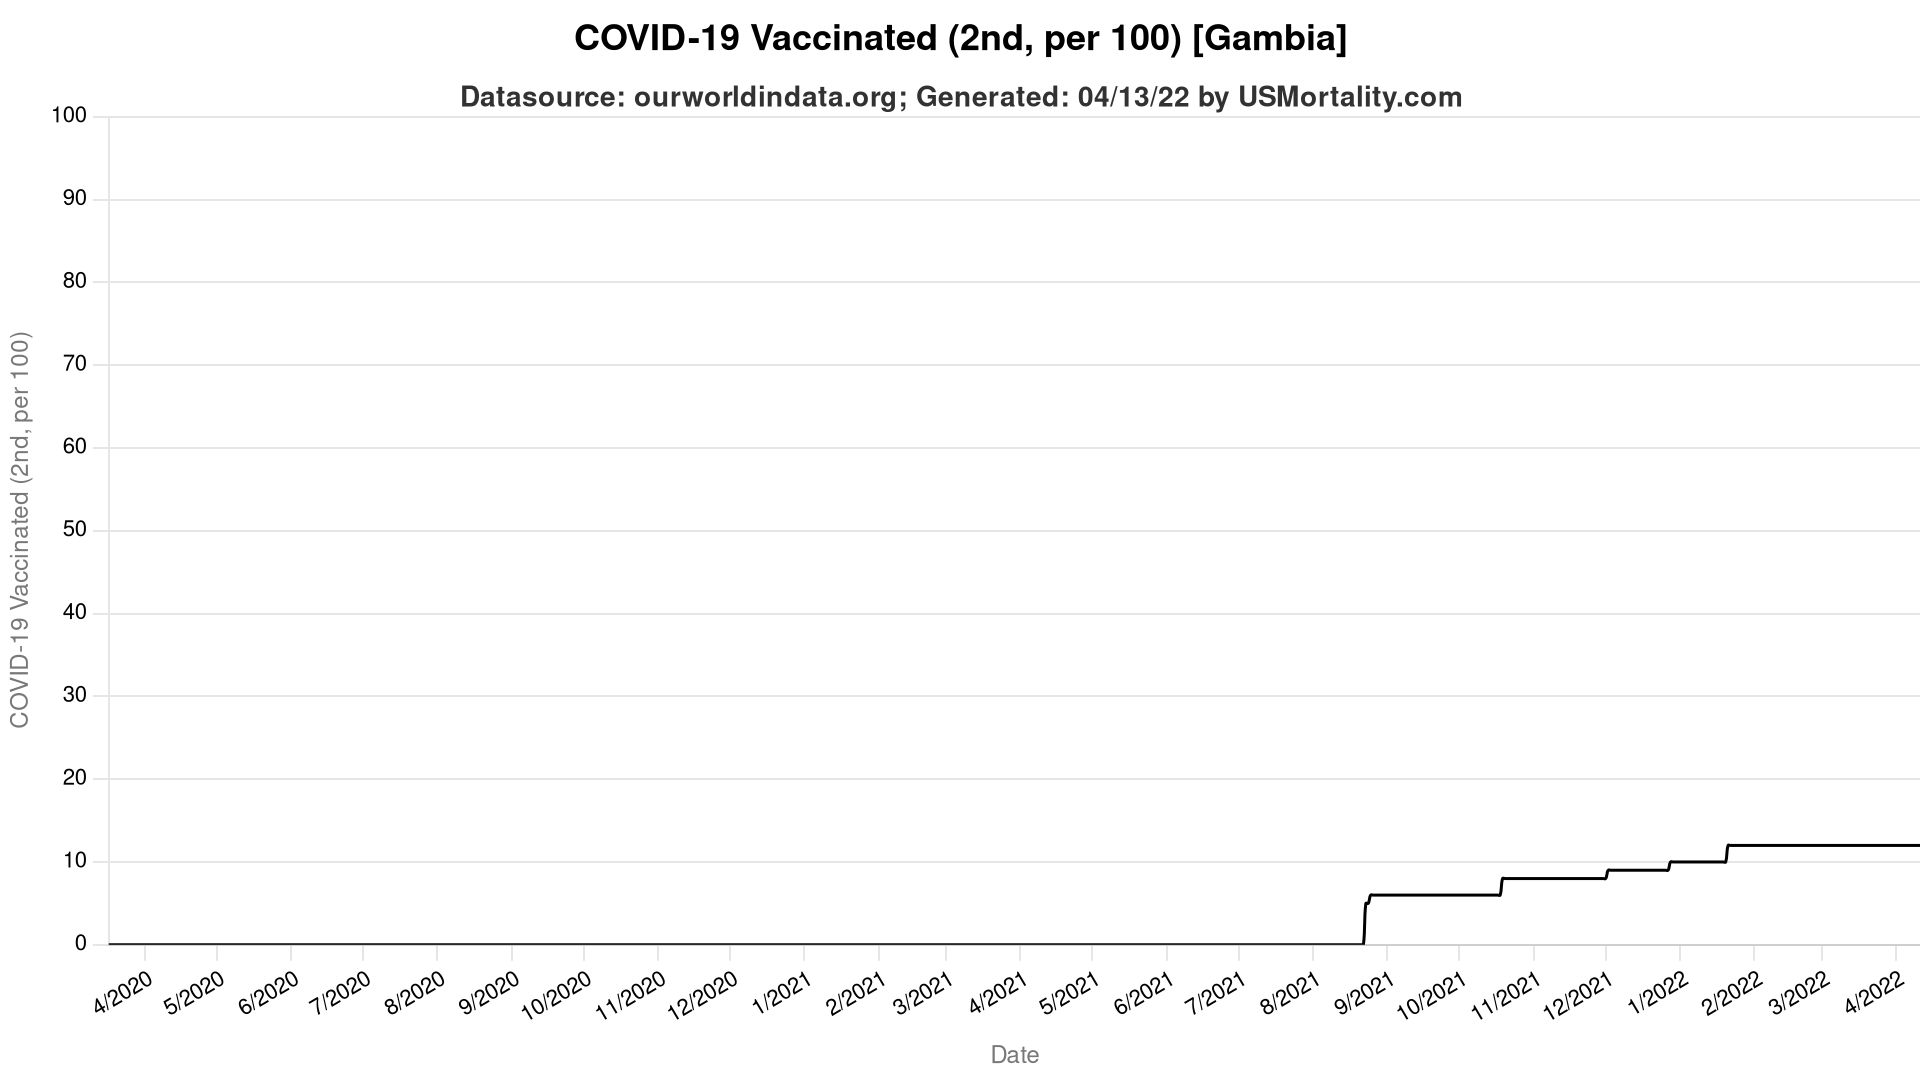 COVID-19 Vaccinated (2nd, per 100) [Gambia]
Datasource: ourworldindata.org; Generated: 04/13/22 by USMortality.com
COVID-19 Vaccinated (2nd, per 100)
100
90
80
70
60
50
40
30
20
10
0
4/2020 5/2020 6/2020 7/2020 8/2020 9/2020 10/2020 11/2020 12/2020 1/2021 2/2021 3/2021 4/2021 5/2021 6/2021 7/2021 8/2021 9/2021 10/2021 11/2021 12/2021 1/2022 2/2022 3/2022 4/2022
Date